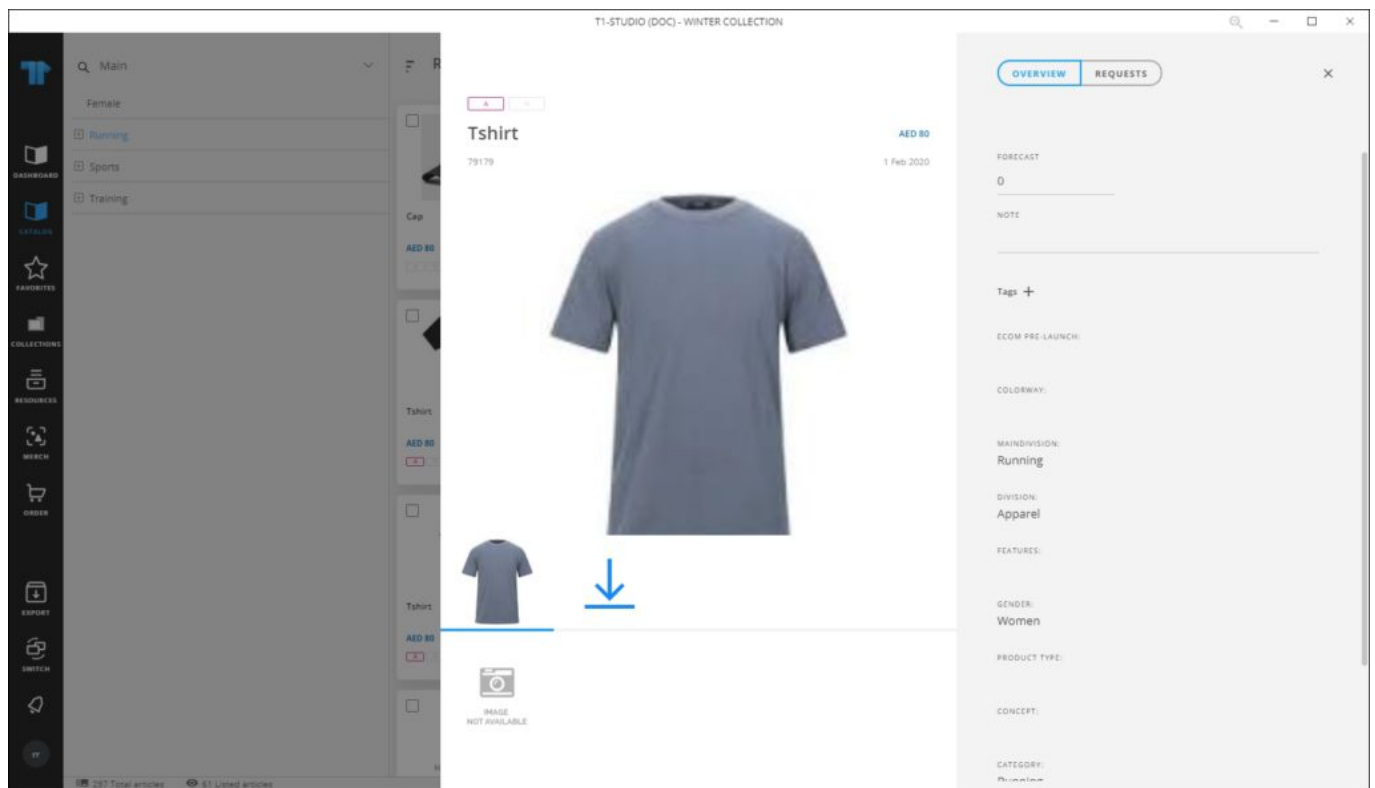 T1-STUDIO (DOC) - WINTER COLLECTION
Main
Female
Running
Sports
Training
DASHBOARD
CATALOG
FAVORITES
COLLECTIONS
RESOURCES
MERCH
ORDER
EXPORT
SWITCH
287 Total articles
61 Listed articles
R
Cap
AED 80
Tshirt
AED 80
A
Tshirt
AED 80
A
A
Tshirt
AED 80
79179
1 Feb 2020
IMAGE
NOT AVAILABLE
OVERVIEW
REQUESTS
FORECAST
0
NOTE
Tags +
ECOM PRE-LAUNCH:
COLORWAY:
MAINDIVISION:
Running
DIVISION:
Apparel
FEATURES:
GENDER:
Women
PRODUCT TYPE:
CONCEPT:
CATEGORY:
Running